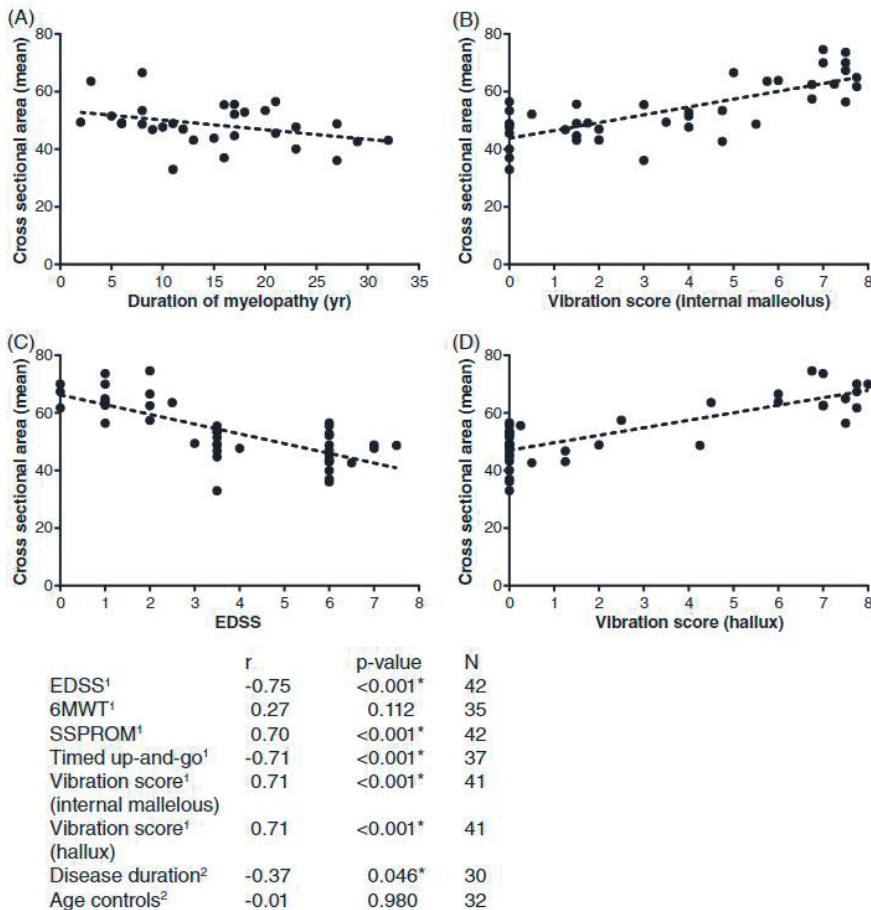 (A)
Cross sectional area (mean)
80
60
40
20
0
0 5 10 15 20 25 30 35
Duration of myelopathy (yr)
(B)
Cross sectional area (mean)
80
60
40
20
0
0 1 2 3 4 5 6 7 8
Vibration score (internal malleolus)
(C)
Cross sectional area (mean)
80
60
40
20
0
0 1 2 3 4 5 6 7 8
EDSS
(D)
Cross sectional area (mean)
80
60
40
20
0
0 1 2 3 4 5 6 7 8
Vibration score (hallux)
r p-value N
EDSS¹ -0.75 <0.001* 42
6MWT¹ 0.27 0.112 35
SSPROM¹ 0.70 <0.001* 42
Timed up-and-go¹ -0.71 <0.001* 37
Vibration score¹ 0.71 <0.001* 41
(internal mallelous)
Vibration score¹ 0.71 <0.001* 41
(hallux)
Disease duration² -0.37 0.046* 30
Age controls² -0.01 0.980 32